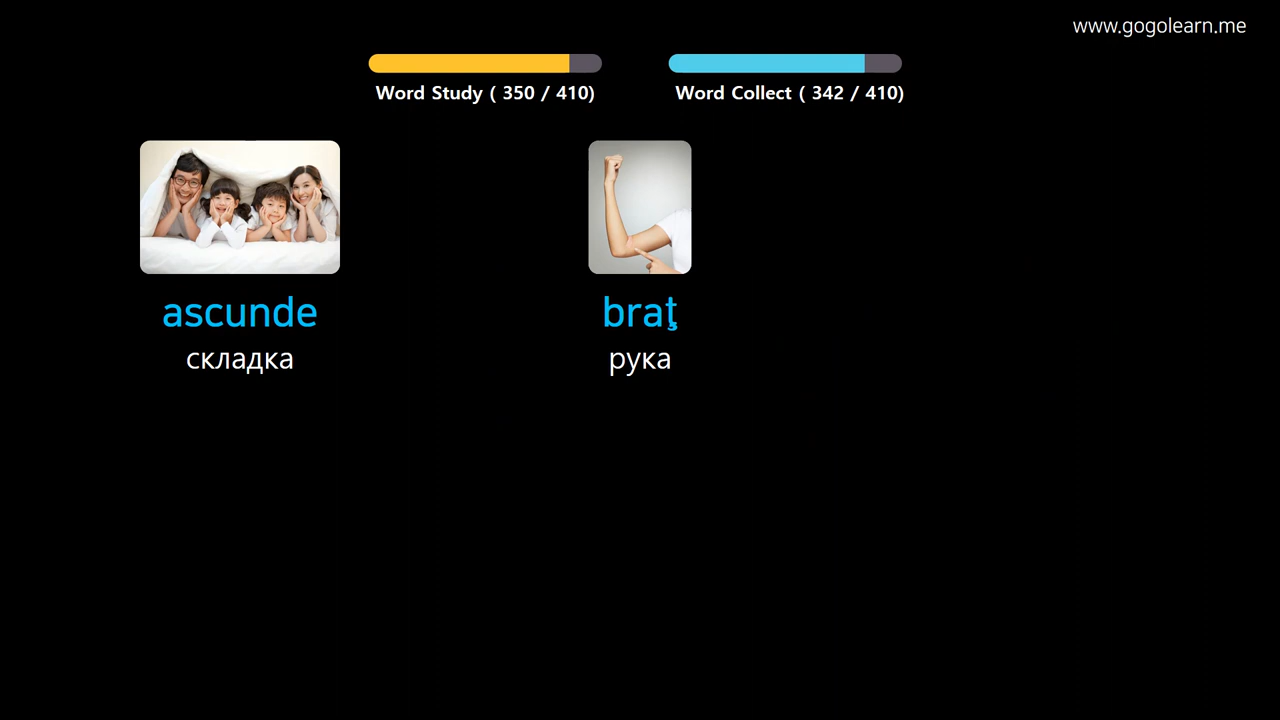 www.gogolearn.me
Word Study ( 350 / 410)
Word Collect ( 342 / 410)
ascunde
braţ
складка
рука